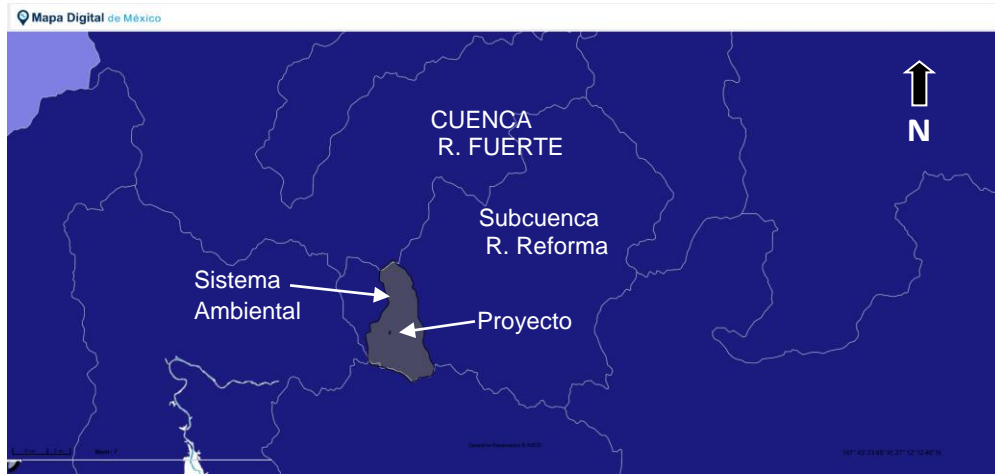 Mapa Digital de México
N
CUENCA
R. FUERTE
Subcuenca
R. Reforma
Sistema
Ambiental
Proyecto